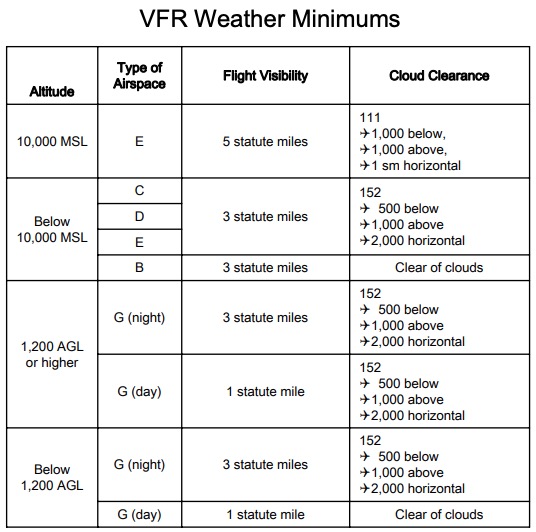 VFR Weather Minimums
Altitude
Type of
Airspace
Flight Visibility
Cloud Clearance
10,000 MSL
E
5 statute miles
111
✈1,000 below,
✈1,000 above,
✈1 sm horizontal
Below
10,000 MSL
C
D
E
3 statute miles
152
✈ 500 below
✈1,000 above
✈2,000 horizontal
B
3 statute miles
Clear of clouds
1,200 AGL
or higher
G (night)
3 statute miles
152
✈ 500 below
✈1,000 above
✈2,000 horizontal
G (day)
1 statute mile
152
✈ 500 below
✈1,000 above
✈2,000 horizontal
Below
1,200 AGL
G (night)
3 statute miles
152
✈ 500 below
✈1,000 above
✈2,000 horizontal
G (day)
1 statute mile
Clear of clouds